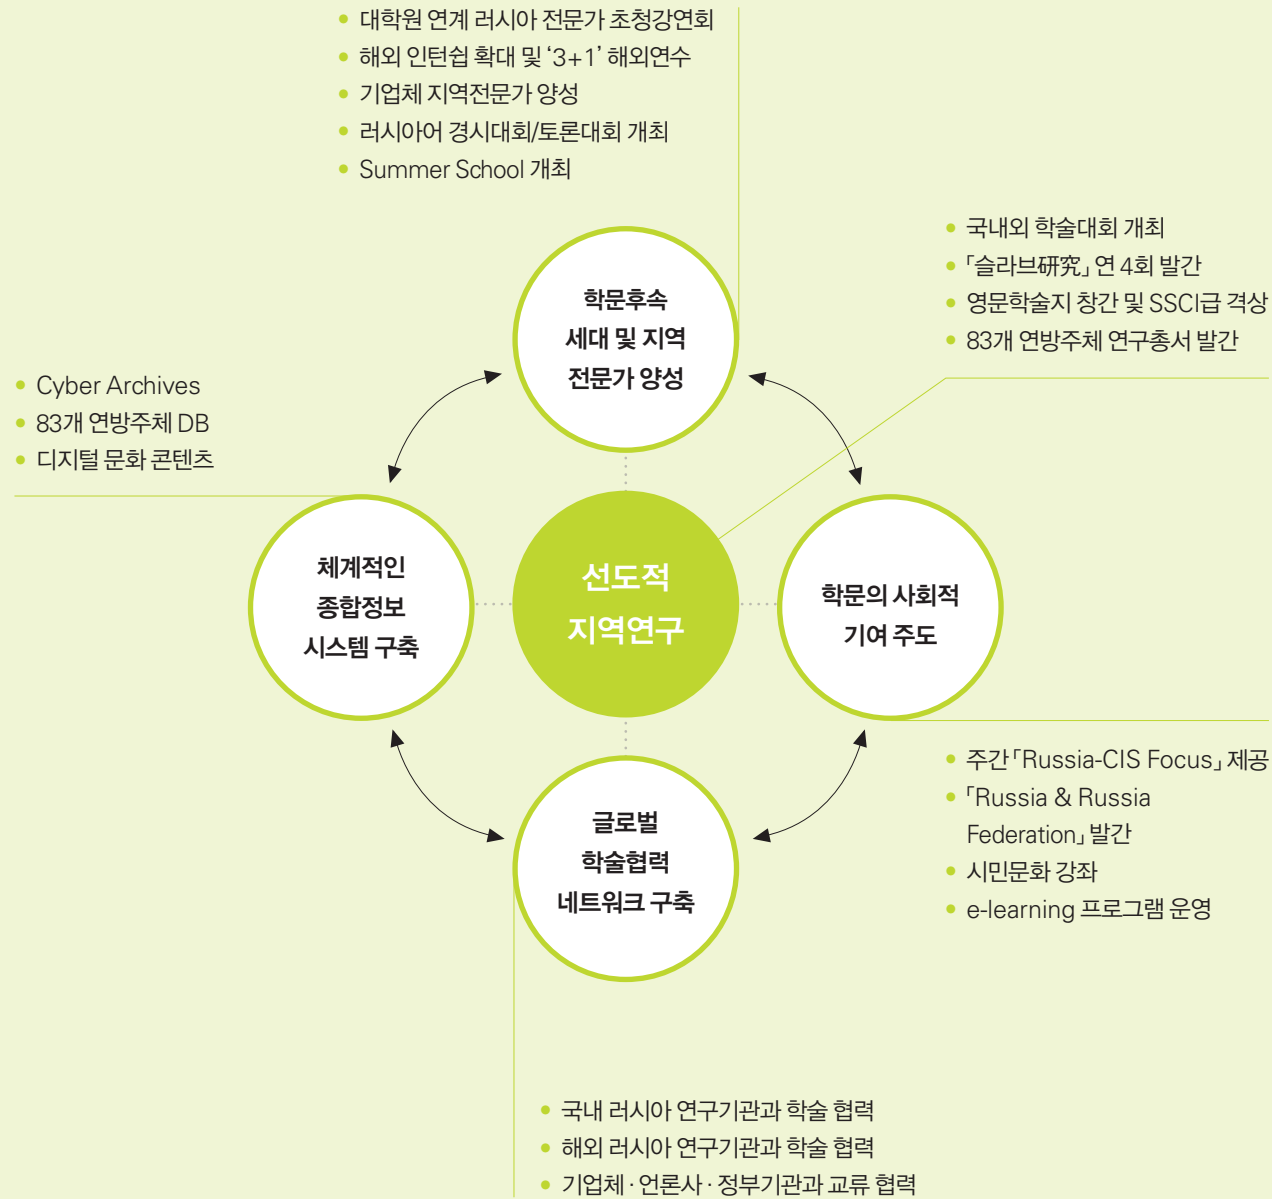 대학원 연계 러시아 전문가 초청강연회
해외 인턴쉽 확대 및 ‘3+1’ 해외연수
기업체 지역전문가 양성
러시아어 경시대회/토론대회 개최
Summer School 개최
국내외 학술대회 개최
「슬라브研究」 연 4회 발간
영문학술지 창간 및 SSCI급 격상
83개 연방주체 연구총서 발간
학문후속
세대 및 지역
전문가 양성
Cyber Archives
83개 연방주체 DB
디지털 문화 콘텐츠
체계적인
종합정보
시스템 구축
선도적
지역연구
학문의 사회적
기여 주도
주간 「Russia-CIS Focus」 제공
「Russia & Russia
Federation」 발간
시민문화 강좌
e-learning 프로그램 운영
글로벌
학술협력
네트워크 구축
국내 러시아 연구기관과 학술 협력
해외 러시아 연구기관과 학술 협력
기업체 · 언론사 · 정부기관과 교류 협력